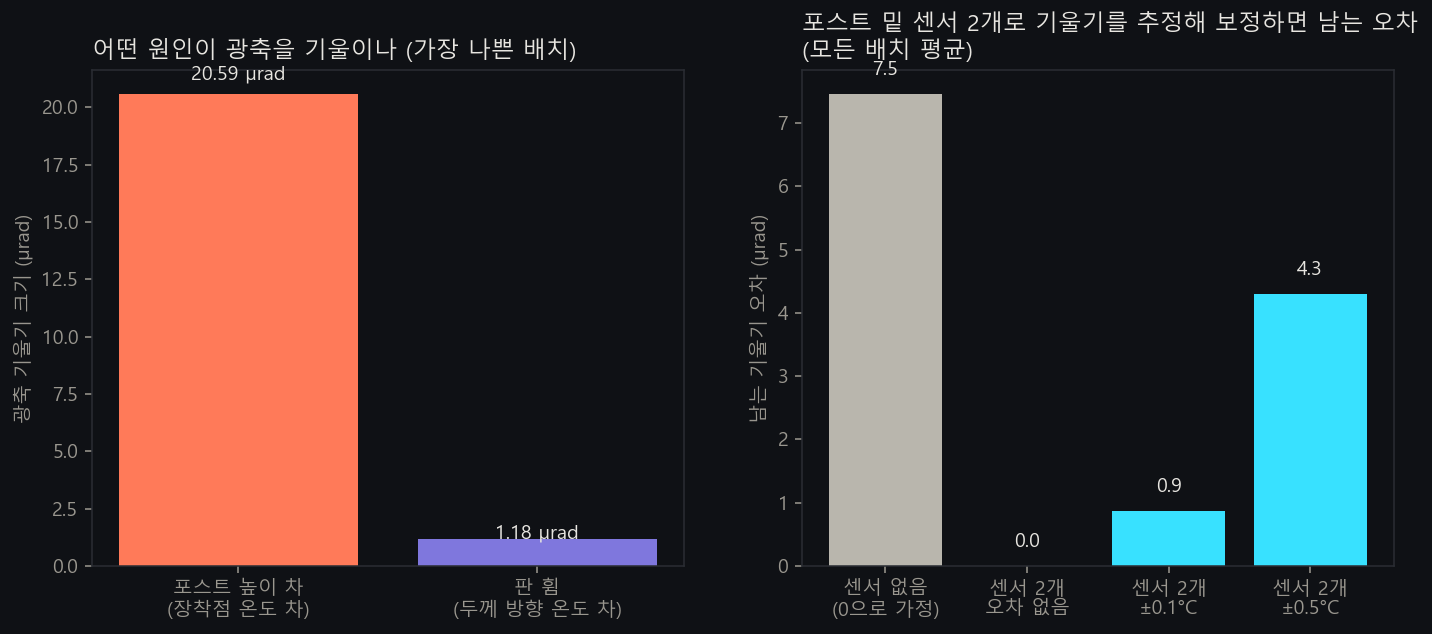 어떤 원인이 광축을 기울이나 (가장 나쁜 배치)
광축 기울기 크기 (μrad)
20.0
17.5
15.0
12.5
10.0
7.5
5.0
2.5
0.0
20.59 μrad
1.18 μrad
포스트 높이 차
(장착점 온도 차)
판 휨
(두께 방향 온도 차)
포스트 밑 센서 2개로 기울기를 추정해 보정하면 남는 오차
(모든 배치 평균)
남는 기울기 오차 (μrad)
7
6
5
4
3
2
1
0
7.5
0.0
0.9
4.3
센서 없음
(0으로 가정)
센서 2개
오차 없음
센서 2개
±0.1°C
센서 2개
±0.5°C